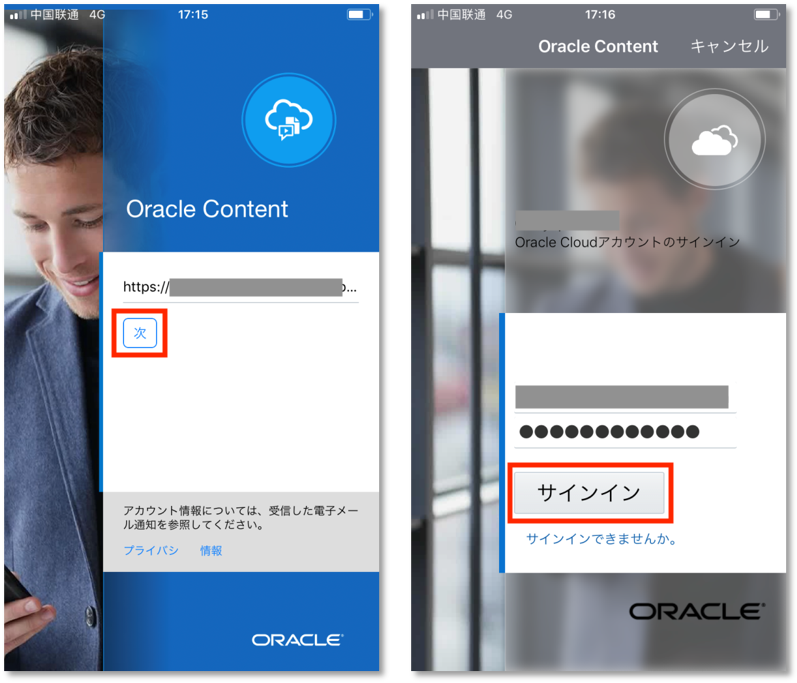 中国联通 4G 17:15
Oracle Content
https:// ...
次
アカウント情報については、受信した電子メー
ル通知を参照してください。
プライバシ 情報
ORACLE
中国联通 4G 17:16
Oracle Content キャンセル
Oracle Cloudアカウントのサインイン
●●●●●●●●●●●●
サインイン
サインインできませんか。
ORACLE